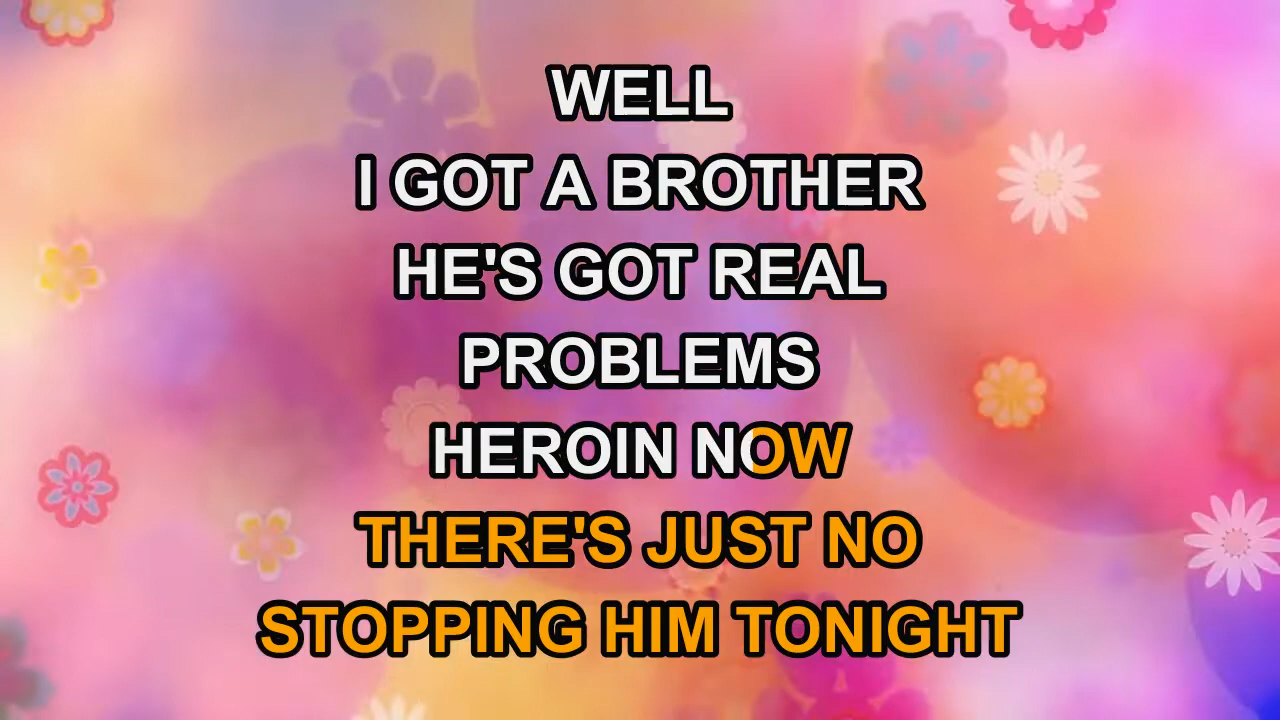 WELL
I GOT A BROTHER
HE'S GOT REAL
PROBLEMS
HEROIN NOW
THERE'S JUST NO
STOPPING HIM TONIGHT